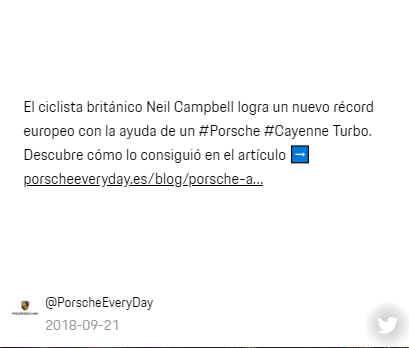 El ciclista británico Neil Campbell logra un nuevo récord
europeo con la ayuda de un #Porsche #Cayenne Turbo.
Descubre cómo lo consiguió en el artículo ➡
porscheeveryday.es/blog/porsche-a...
@PorscheEveryDay
PORSCHE
2018-09-21